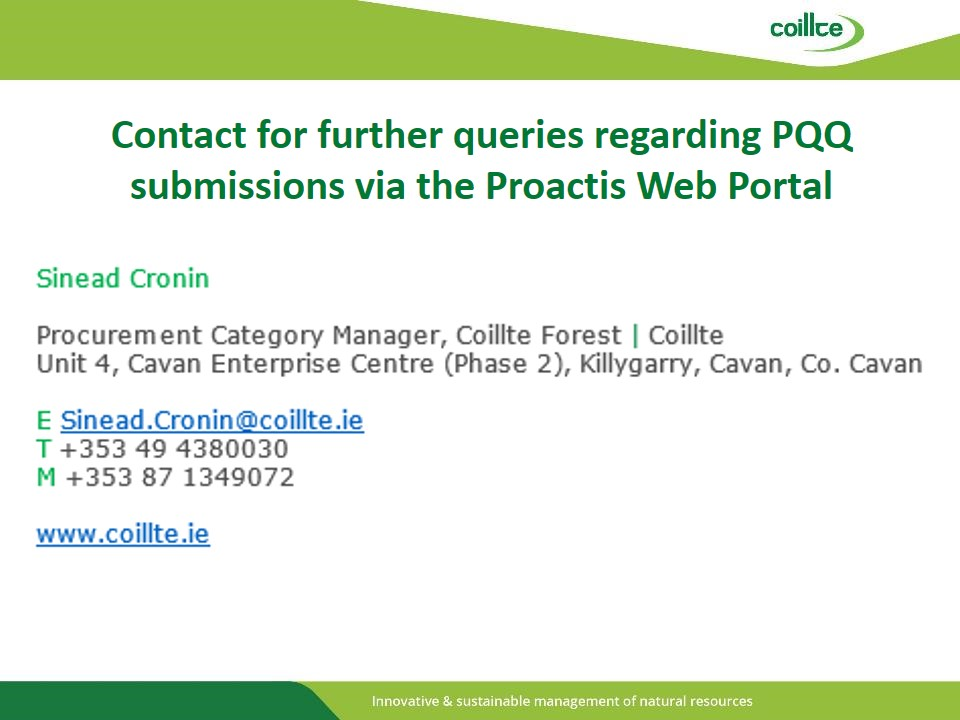 coillte
Contact for further queries regarding PQQ
submissions via the Proactis Web Portal
Sinead Cronin
Procurement Category Manager, Coillte Forest | Coillte
Unit 4, Cavan Enterprise Centre (Phase 2), Killygarry, Cavan, Co. Cavan
E Sinead.Cronin@coillte.ie
T +353 49 4380030
M +353 87 1349072
www.coillte.ie
Innovative & sustainable management of natural resources